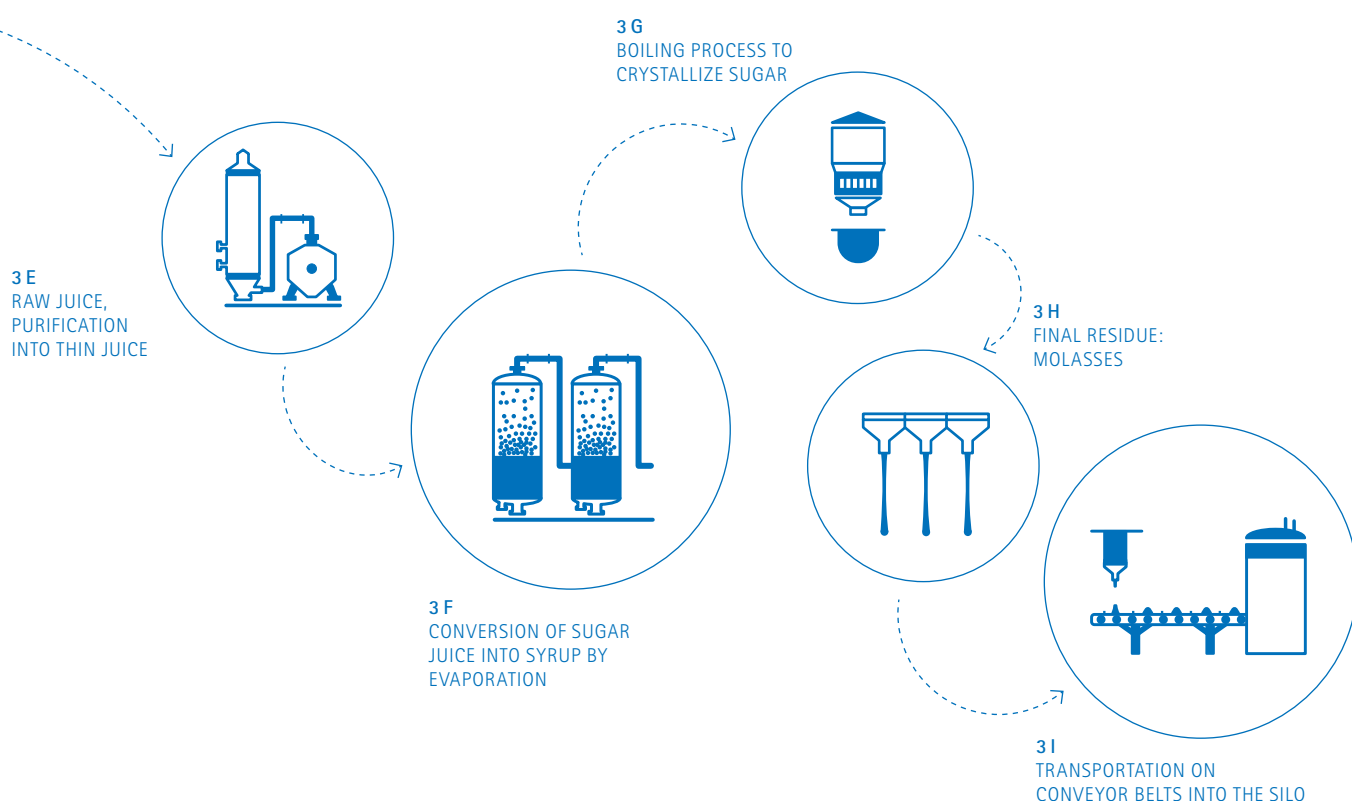 3 E
RAW JUICE,
PURIFICATION
INTO THIN JUICE
3 F
CONVERSION OF SUGAR
JUICE INTO SYRUP BY
EVAPORATION
3 G
BOILING PROCESS TO
CRYSTALLIZE SUGAR
3 H
FINAL RESIDUE:
MOLASSES
3 I
TRANSPORTATION ON
CONVEYOR BELTS INTO THE SILO